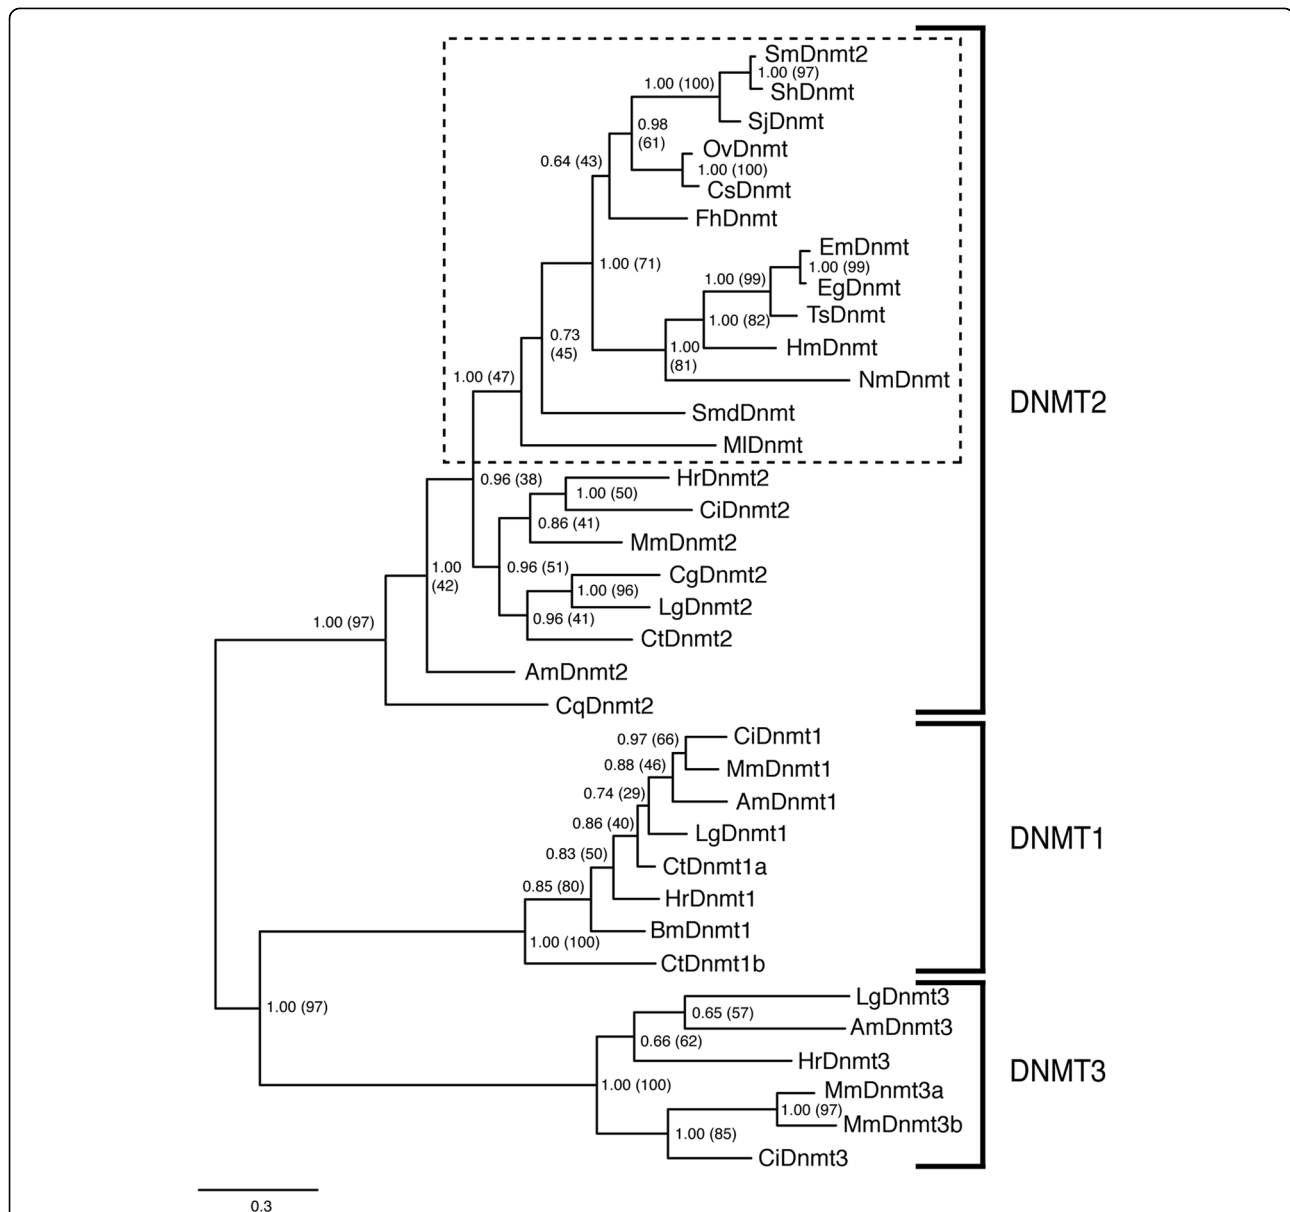 SmDnmt2
1.00 (97)
1.00 (100)
ShDnmt
SjDnmt
0.98
(61)
OvDnmt
0.64 (43)
1.00 (100)
CsDnmt
FhDnmt
EmDnmt
1.00 (71)
1.00 (99)
1.00 (99)
EgDnmt
TsDnmt
1.00 (82)
0.73
(45)
1.00
(81)
HmDnmt
1.00 (47)
NmDnmt
DNMT2
SmdDnmt
MlDnmt
0.96 (38)
HrDnmt2
1.00 (50)
CiDnmt2
0.86 (41)
MmDnmt2
1.00
(42)
0.96 (51)
CgDnmt2
1.00 (96)
LgDnmt2
0.96 (41)
1.00 (97)
CtDnmt2
AmDnmt2
CqDnmt2
0.97 (66)
CiDnmt1
0.88 (46)
MmDnmt1
0.74 (29)
AmDnmt1
0.86 (40)
LgDnmt1
DNMT1
0.83 (50)
CtDnmt1a
0.85 (80)
HrDnmt1
BmDnmt1
1.00 (100)
CtDnmt1b
LgDnmt3
1.00 (97)
0.65 (57)
AmDnmt3
0.66 (62)
HrDnmt3
DNMT3
1.00 (100)
MmDnmt3a
1.00 (97)
MmDnmt3b
1.00 (85)
CiDnmt3
0.3